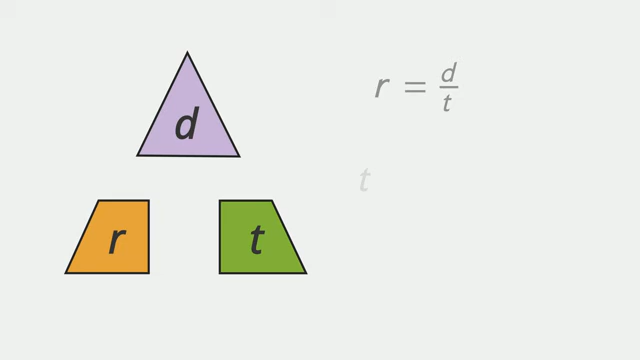 d
r t
r = d/t
t